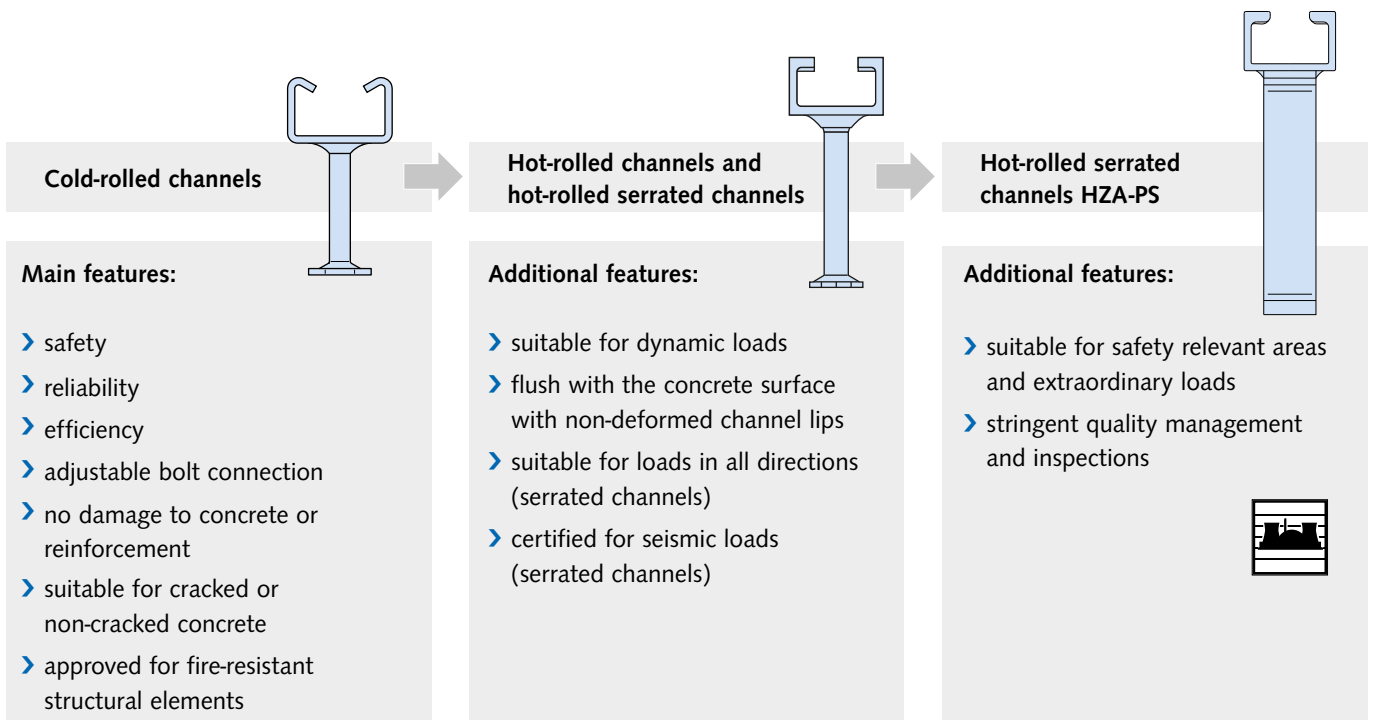 Cold-rolled channels
Hot-rolled channels and
hot-rolled serrated channels
Hot-rolled serrated
channels HZA-PS
Main features:
safety
reliability
efficiency
adjustable bolt connection
no damage to concrete or
reinforcement
suitable for cracked or
non-cracked concrete
approved for fire-resistant
structural elements
Additional features:
suitable for dynamic loads
flush with the concrete surface
with non-deformed channel lips
suitable for loads in all directions
(serrated channels)
certified for seismic loads
(serrated channels)
Additional features:
suitable for safety relevant areas
and extraordinary loads
stringent quality management
and inspections